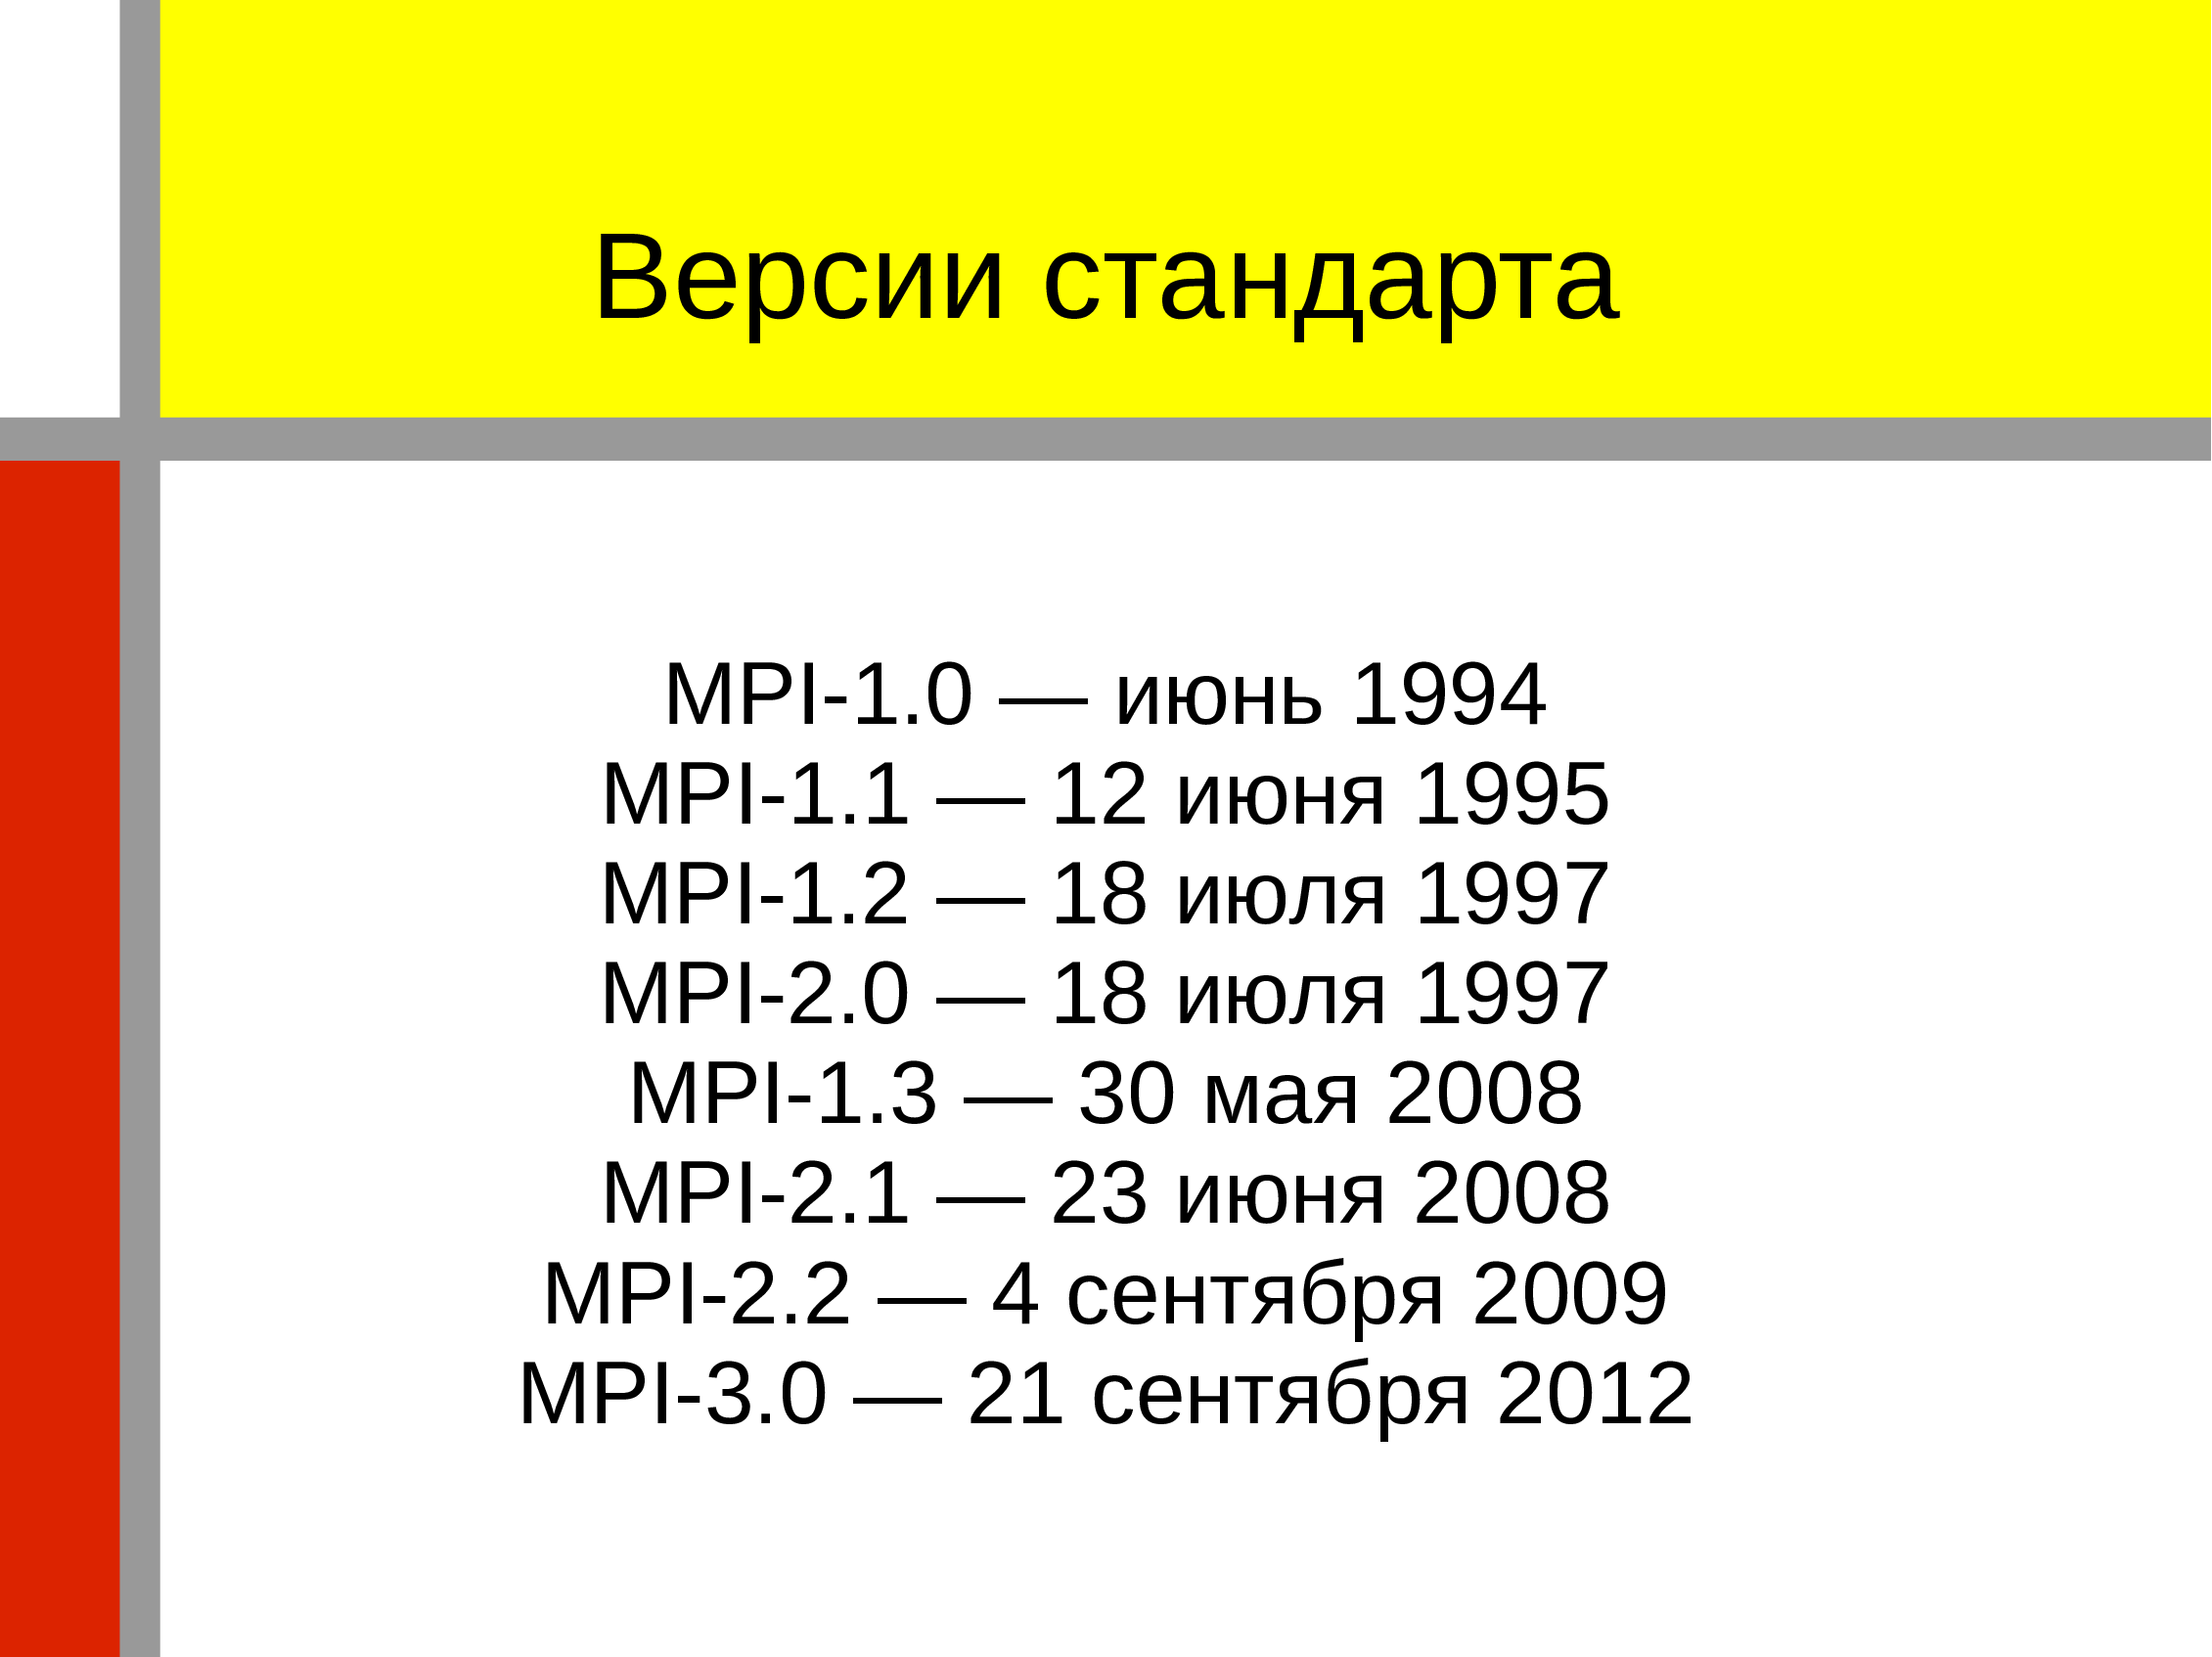 Версии стандарта
MPI-1.0 — июнь 1994
MPI-1.1 — 12 июня 1995
MPI-1.2 — 18 июля 1997
MPI-2.0 — 18 июля 1997
MPI-1.3 — 30 мая 2008
MPI-2.1 — 23 июня 2008
MPI-2.2 — 4 сентября 2009
MPI-3.0 — 21 сентября 2012